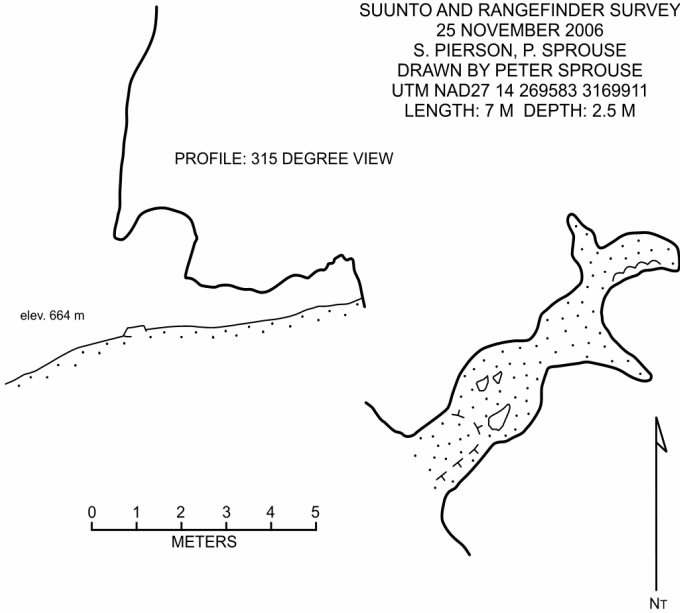 SUUNTO AND RANGEFINDER SURVEY
25 NOVEMBER 2006
S. PIERSON, P. SPROUSE
DRAWN BY PETER SPROUSE
UTM NAD27 14 269583 3169911
LENGTH: 7 M DEPTH: 2.5 M
PROFILE: 315 DEGREE VIEW
elev. 664 m
0 1 2 3 4 5
METERS
NT